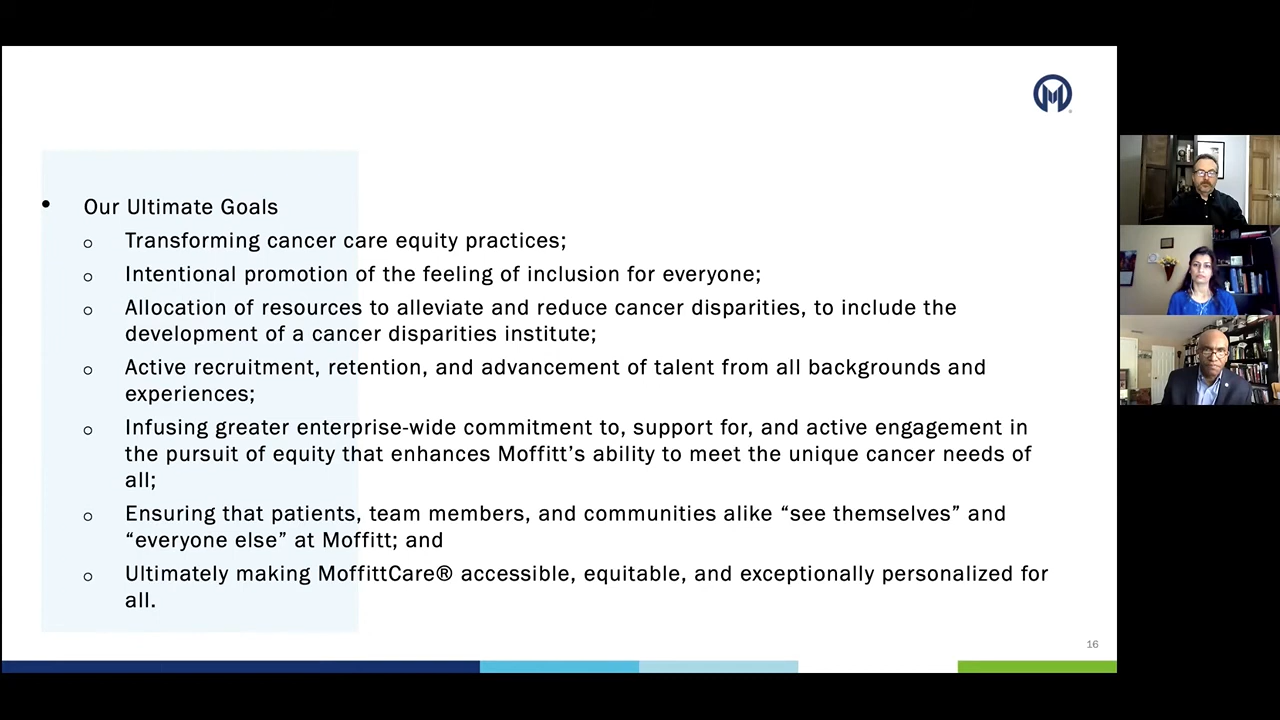 • Our Ultimate Goals
o Transforming cancer care equity practices;
o Intentional promotion of the feeling of inclusion for everyone;
o Allocation of resources to alleviate and reduce cancer disparities, to include the
development of a cancer disparities institute;
o Active recruitment, retention, and advancement of talent from all backgrounds and
experiences;
o Infusing greater enterprise-wide commitment to, support for, and active engagement in
the pursuit of equity that enhances Moffitt’s ability to meet the unique cancer needs of
all;
o Ensuring that patients, team members, and communities alike “see themselves” and
“everyone else” at Moffitt; and
o Ultimately making MoffittCare® accessible, equitable, and exceptionally personalized for
all.
16